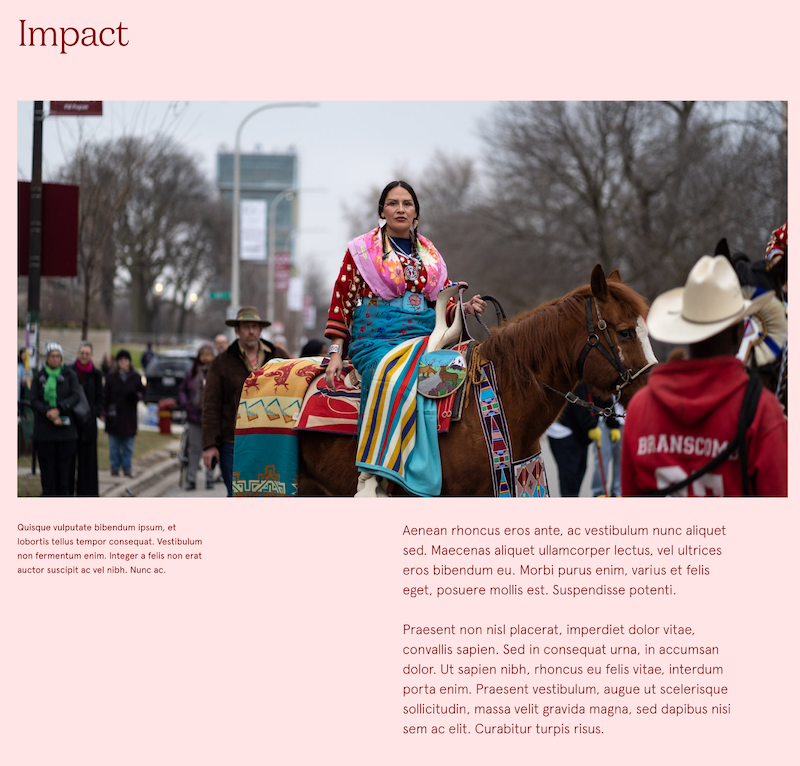 Impact
BRANSCOM
Quisque vulputate bibendum ipsum, et
lobortis tellus tempor consequat. Vestibulum
non fermentum enim. Integer a felis non erat
auctor suscipit ac vel nibh. Nunc ac.
Aenean rhoncus eros ante, ac vestibulum nunc aliquet
sed. Maecenas aliquet ullamcorper lectus, vel ultrices
eros bibendum eu. Morbi purus enim, varius et felis
eget, posuere mollis est. Suspendisse potenti.
Praesent non nisl placerat, imperdiet dolor vitae,
convallis sapien. Sed in consequat urna, in accumsan
dolor. Ut sapien nibh, rhoncus eu felis vitae, interdum
porta enim. Praesent vestibulum, augue ut scelerisque
sollicitudin, massa velit gravida magna, sed dapibus nisi
sem ac elit. Curabitur turpis risus.